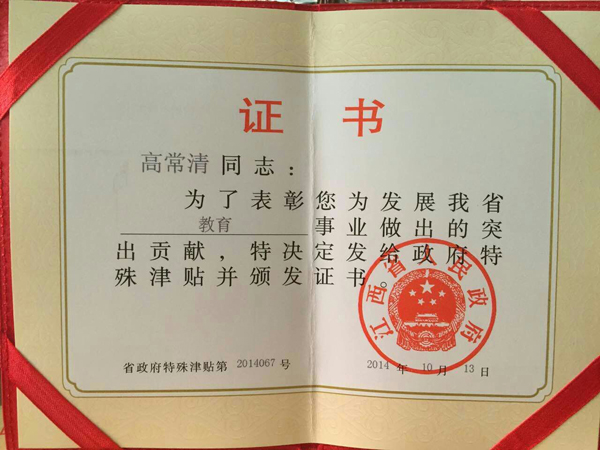 证书
高常清 同志：
为了表彰您为发展我省
教育 事业做出的突
出贡献，特决定发给政府特
殊津贴并颁发证书。
江西省人民政府
省政府特殊津贴第 2014067 号
2014 年 10 月 13 日